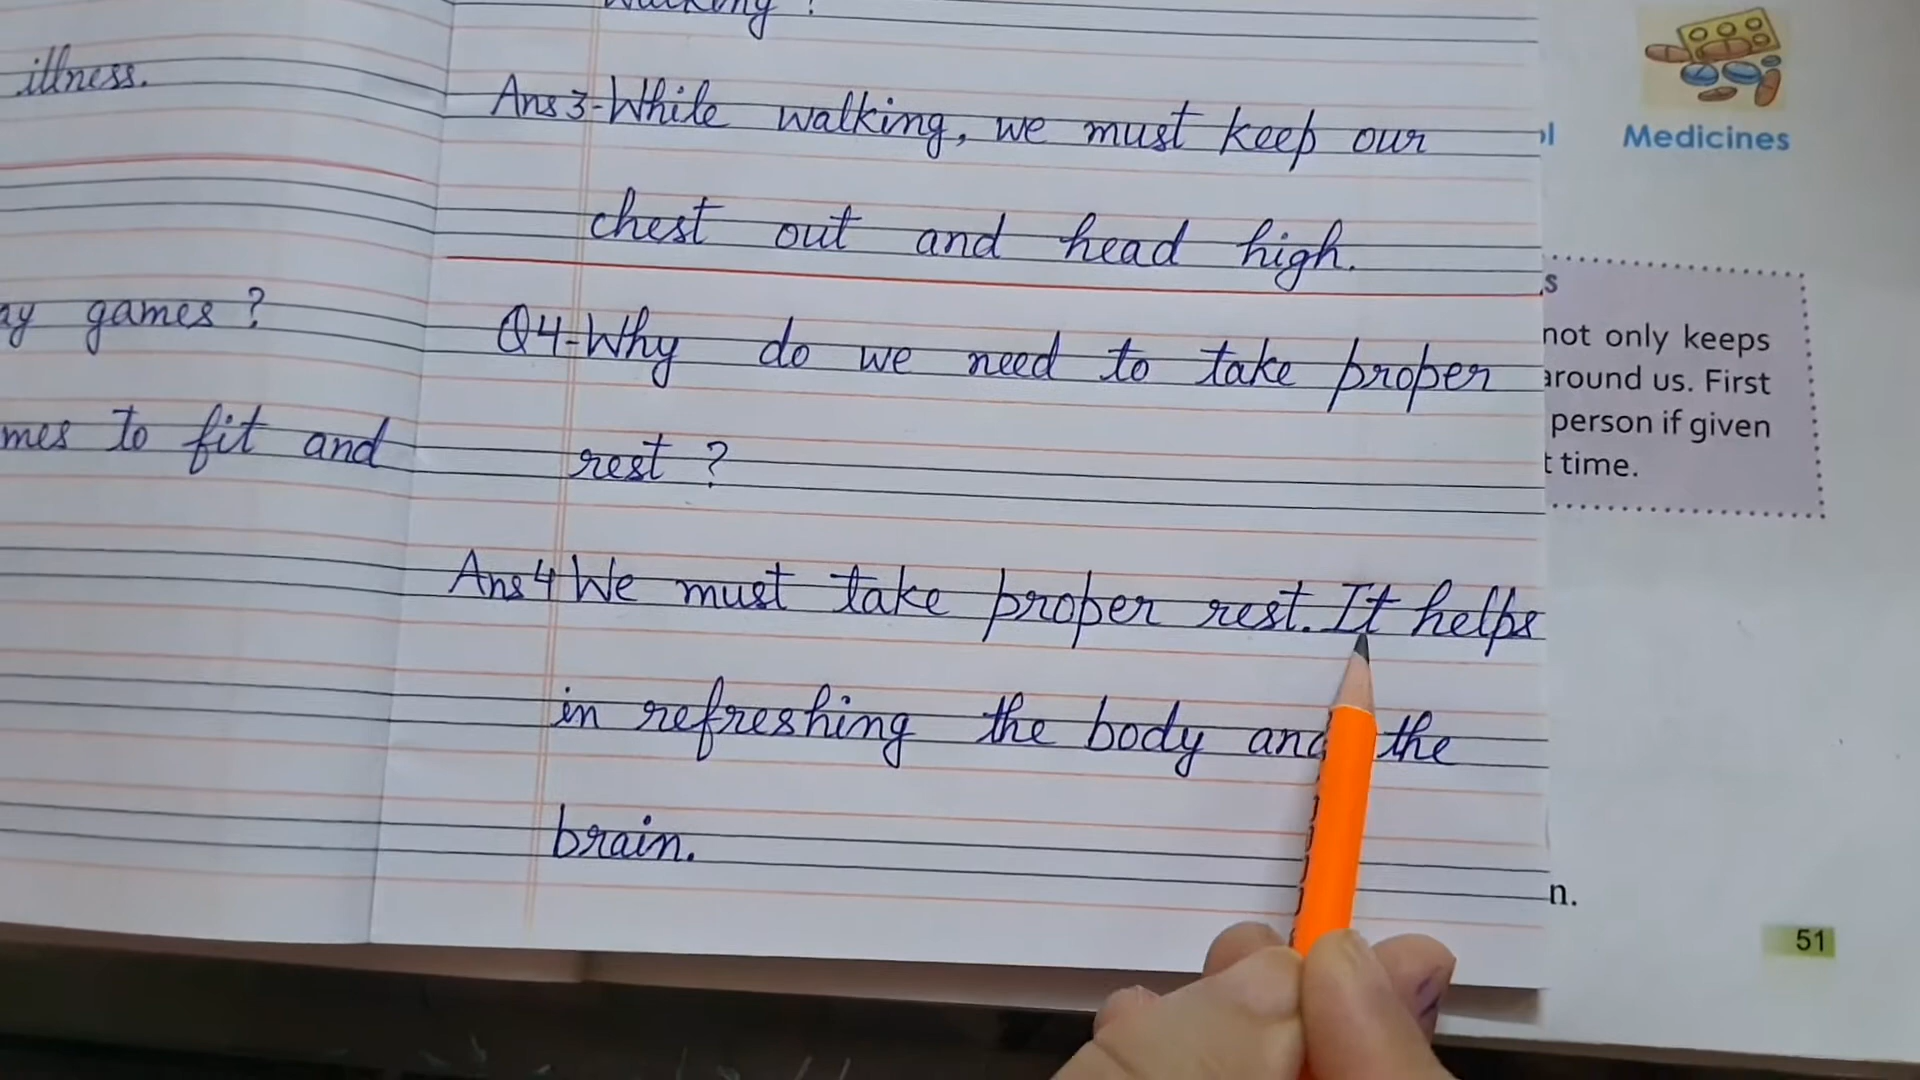 illness.
games ?
to fit and
walking ?
Ans 3-While walking, we must keep our
chest out and head high.
Q4-Why do we need to take proper
rest ?
Ans 4 We must take proper rest. It helps
in refreshing the body and the
brain.
Medicines
not only keeps
around us. First
person if given
time.
n.
51